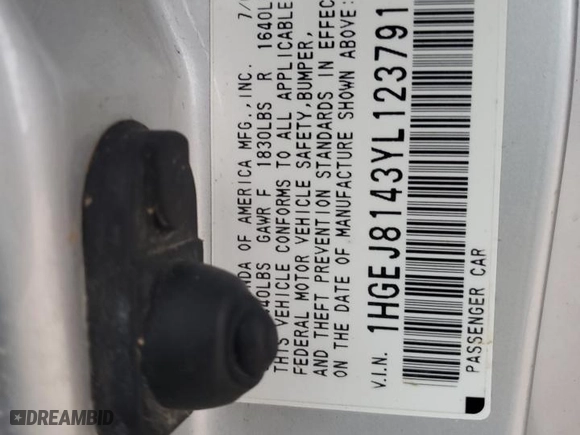 NDA OF AMERICA MFG.,INC. 7/
40LBS GAWR F 1830LBS R 1640L
THIS VEHICLE CONFORMS TO ALL APPLICABLE
FEDERAL MOTOR VEHICLE SAFETY,BUMPER,
AND THEFT PREVENTION STANDARDS IN EFFEC
ON THE DATE OF MANUFACTURE SHOWN ABOVE:
V.I.N. 1HGEJ8143YL123791
PASSENGER CAR
DREAMBID